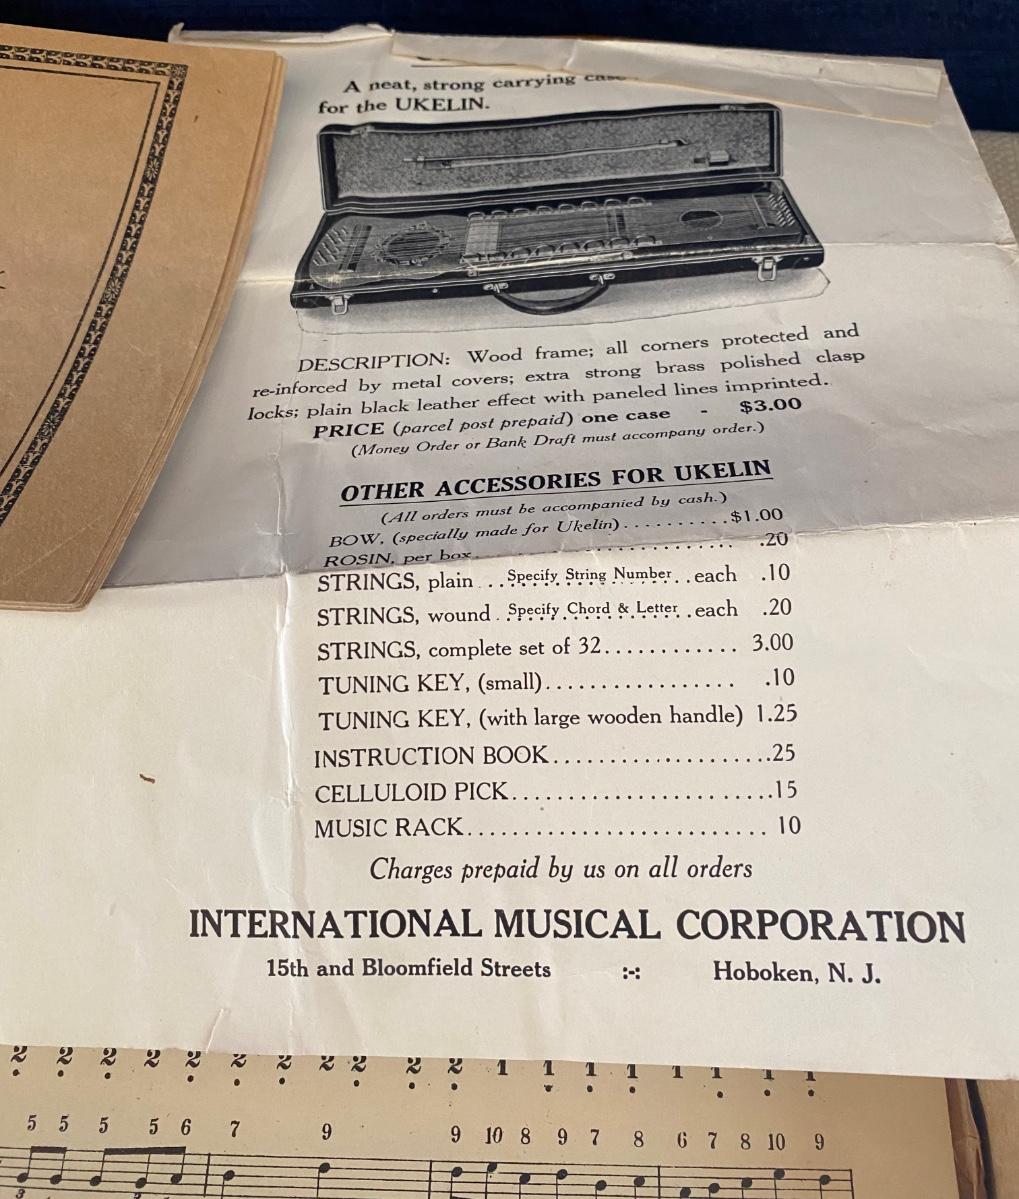 A neat, strong carrying case
for the UKELIN.
DESCRIPTION: Wood frame; all corners protected and
re-inforced by metal covers; extra strong brass polished clasp
locks; plain black leather effect with paneled lines imprinted.
PRICE (parcel post prepaid) one case - $3.00
(Money Order or Bank Draft must accompany order.)
OTHER ACCESSORIES FOR UKELIN
(All orders must be accompanied by cash.)
BOW, (specially made for Ukelin)..........$1.00
ROSIN, per box.............................. .20
STRINGS, plain...Specify String Number...each .10
STRINGS, wound...Specify Chord & Letter...each .20
STRINGS, complete set of 32............ 3.00
TUNING KEY, (small)................. .10
TUNING KEY, (with large wooden handle) 1.25
INSTRUCTION BOOK......................25
CELLULOID PICK..........................15
MUSIC RACK.............................. 10
Charges prepaid by us on all orders
INTERNATIONAL MUSICAL CORPORATION
15th and Bloomfield Streets :-: Hoboken, N. J.
2 2 2 2 2 2 2 2 2 2 2 1 1 1 1 1 1 1 1
5 5 5 5 6 7 9 9 10 8 9 7 8 6 7 8 10 9
3 3